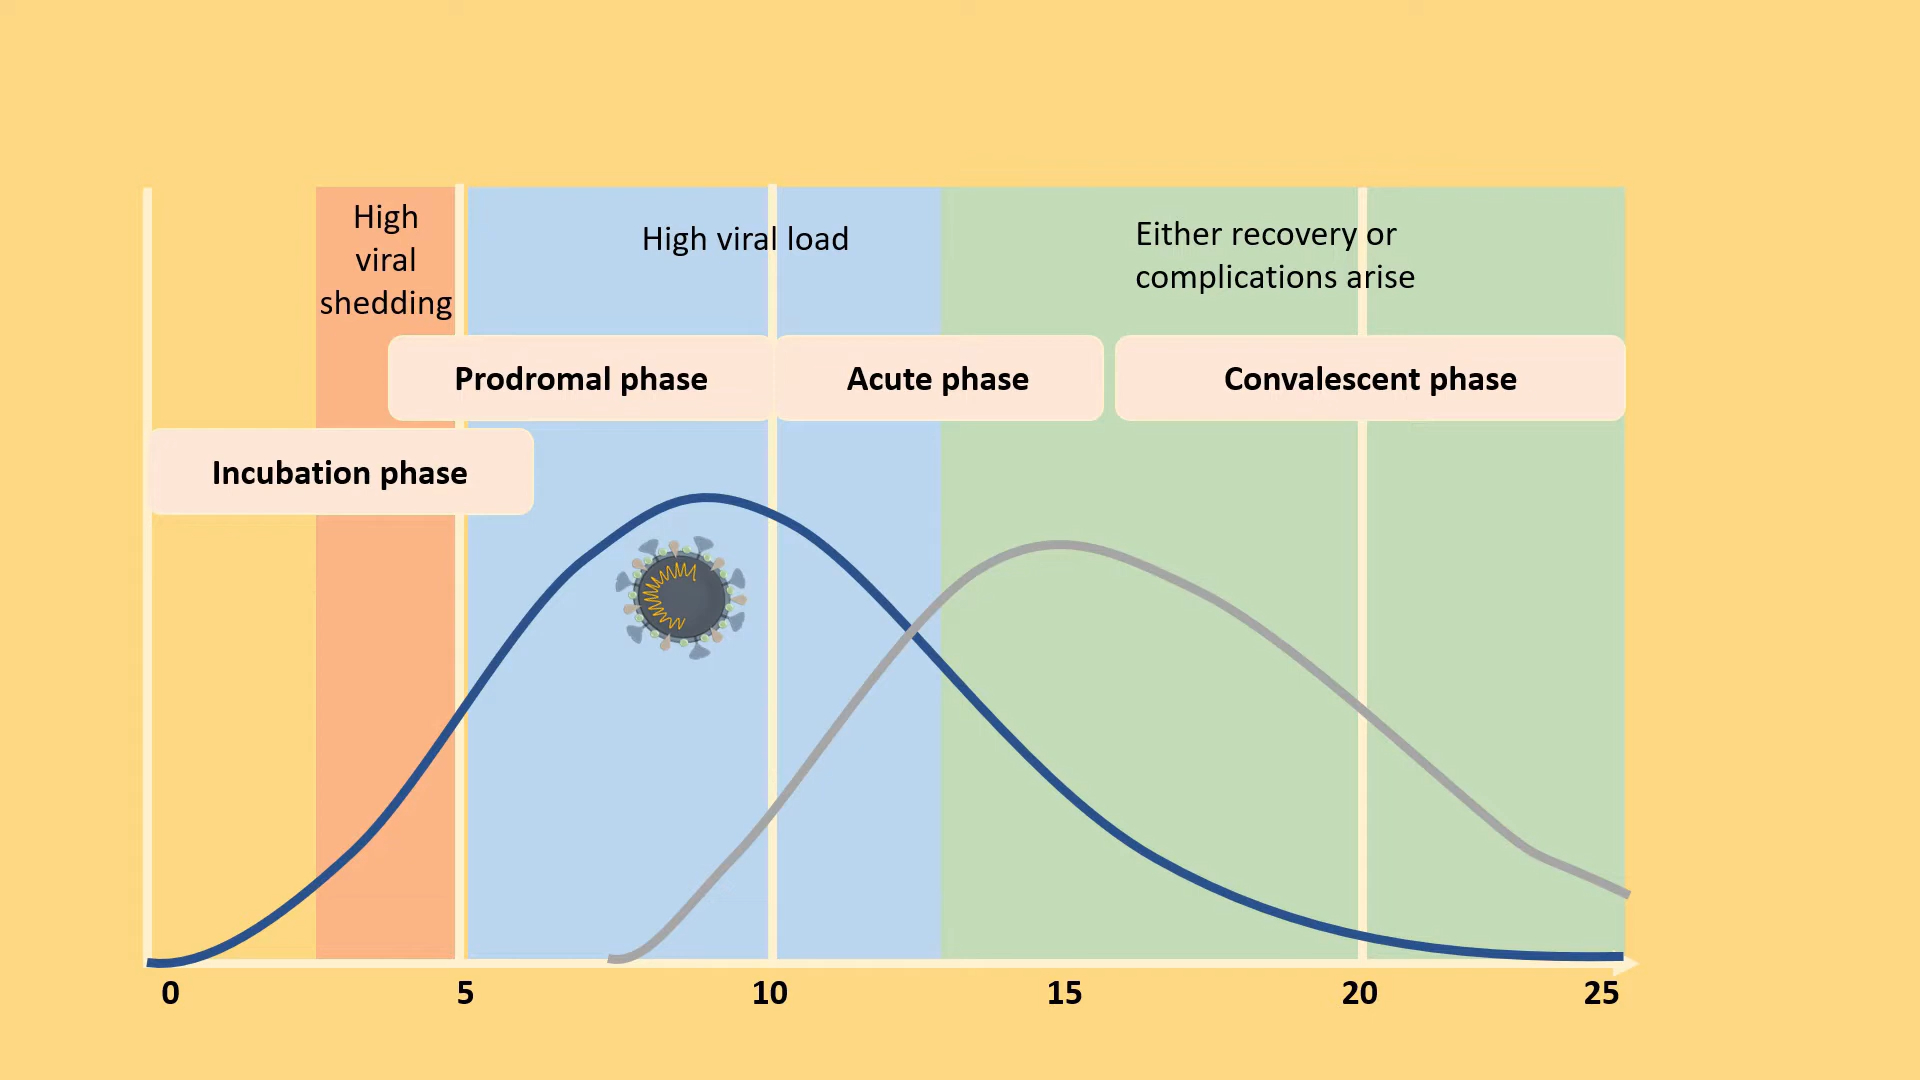 High
viral
shedding
High viral load
Either recovery or
complications arise
Prodromal phase
Acute phase
Convalescent phase
Incubation phase
0
5
10
15
20
25